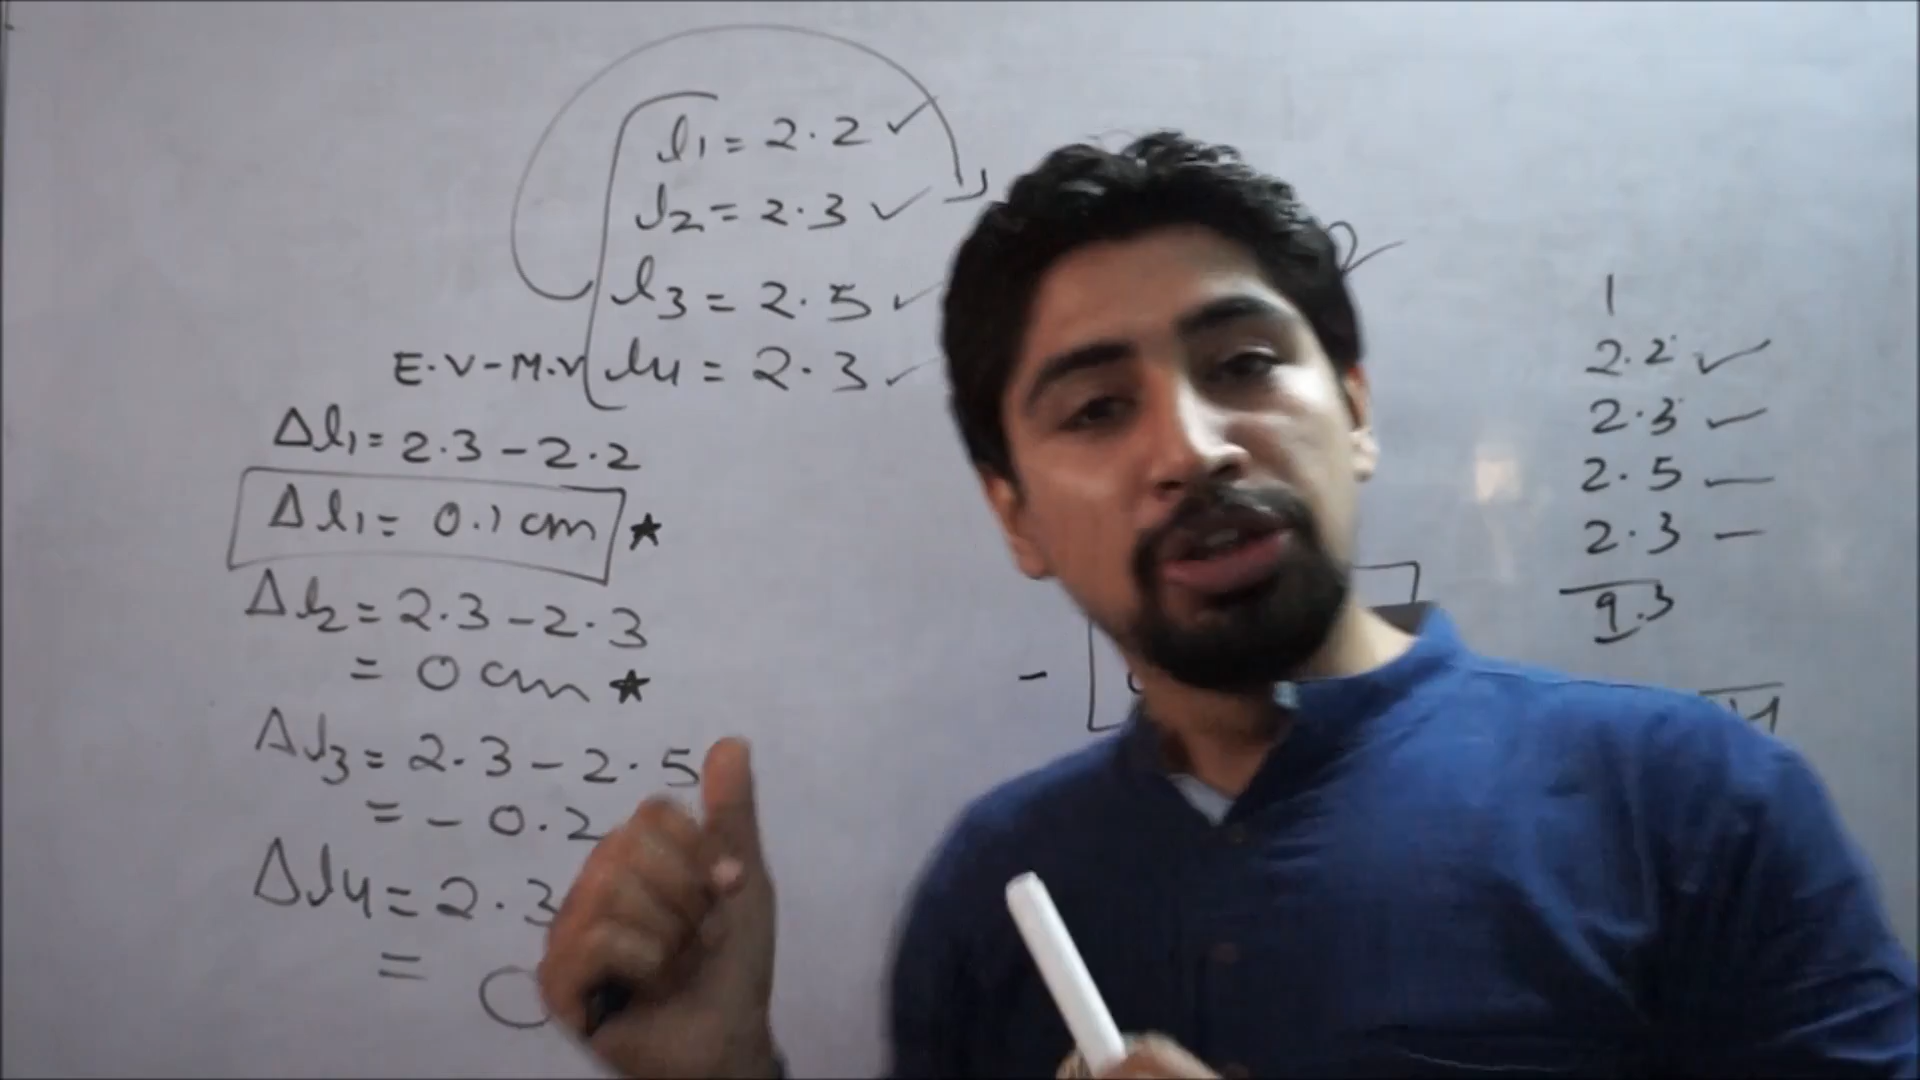 l1 = 2.2 ✓
l2 = 2.3 ✓
l3 = 2.5 ✓
E.V-M.V l4 = 2.3 ✓
Δl1 = 2.3 - 2.2
Δl1 = 0.1 cm ★
Δl2 = 2.3 - 2.3
= 0 cm ★
Δl3 = 2.3 - 2.5
= - 0.2
Δl4 = 2.3
= 0
-
1
2.2 ✓
2.3 ✓
2.5 —
2.3 —
9.3
4